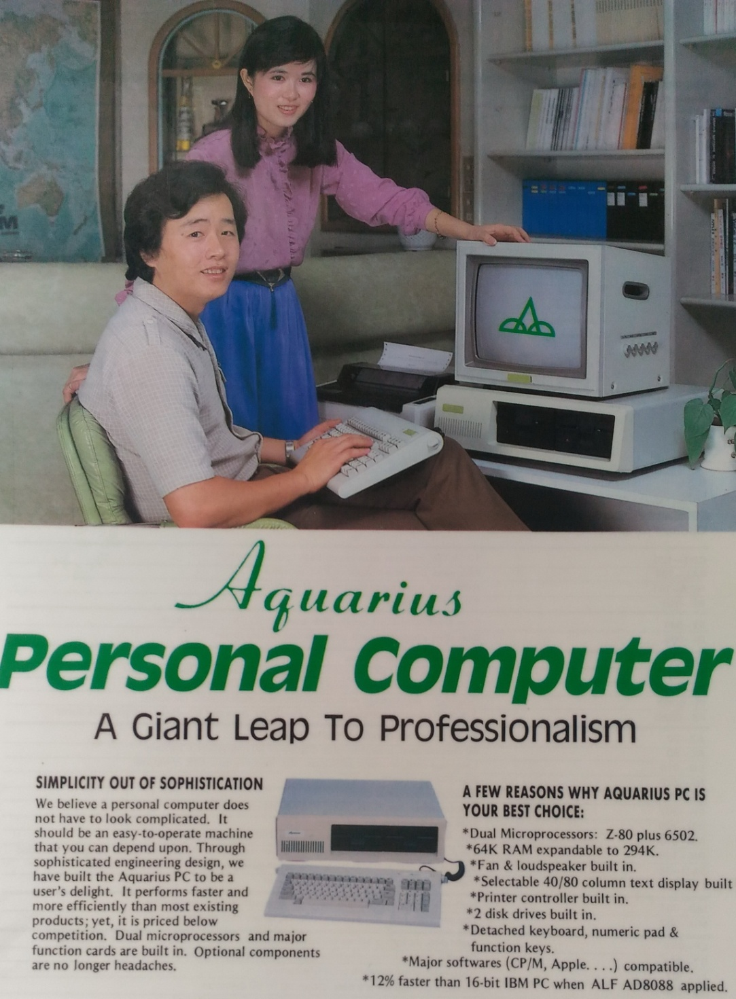 Aquarius
Personal Computer
A Giant Leap To Professionalism
SIMPLICITY OUT OF SOPHISTICATION
We believe a personal computer does
not have to look complicated. It
should be an easy-to-operate machine
that you can depend upon. Through
sophisticated engineering design, we
have built the Aquarius PC to be a
user's delight. It performs faster and
more efficiently than most existing
products; yet, it is priced below
competition. Dual microprocessors and major
function cards are built in. Optional components
are no longer headaches.
A FEW REASONS WHY AQUARIUS PC IS
YOUR BEST CHOICE:
*Dual Microprocessors: Z-80 plus 6502.
*64K RAM expandable to 294K.
*Fan & loudspeaker built in.
*Selectable 40/80 column text display built
*Printer controller built in.
*2 disk drives built in.
*Detached keyboard, numeric pad &
function keys.
*Major softwares (CP/M, Apple. . . .) compatible.
*12% faster than 16-bit IBM PC when ALF AD8088 applied.